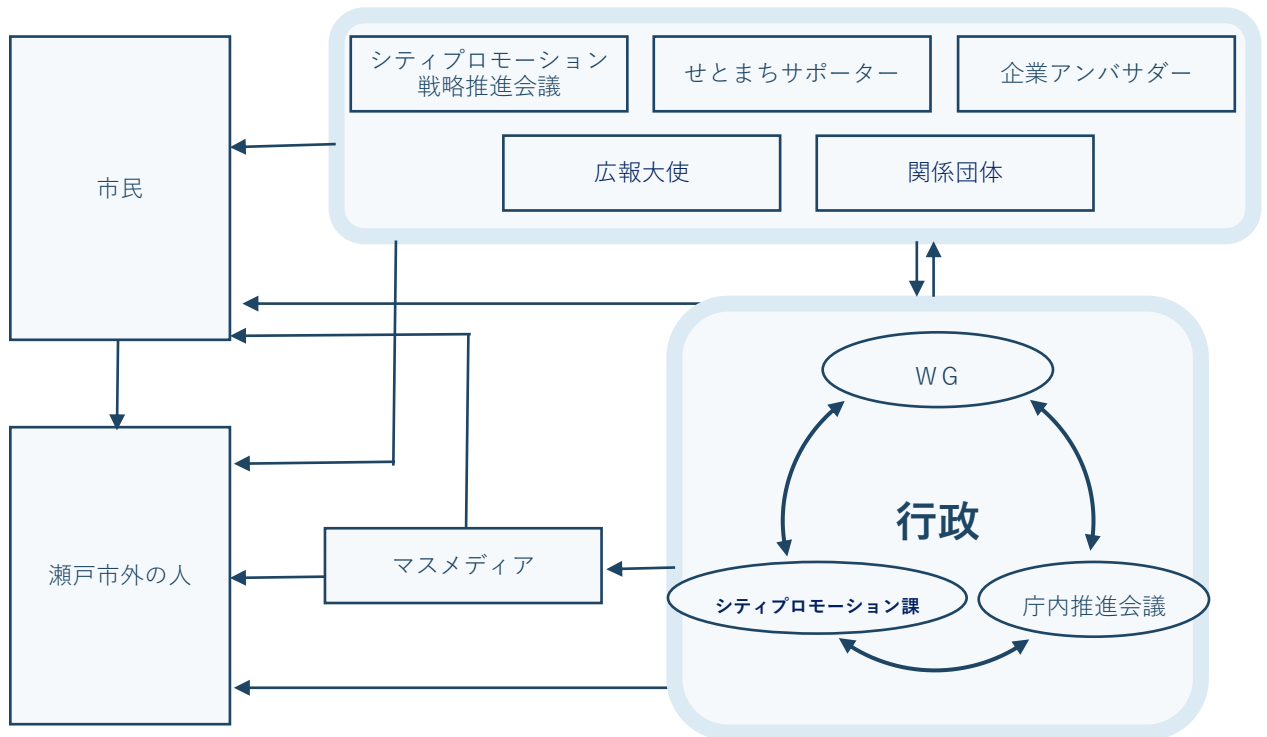 シティプロモーション
戦略推進会議
せとまちサポーター
企業アンバサダー
市民
広報大使
関係団体
ＷＧ
行政
瀬戸市外の人
マスメディア
シティプロモーション課
庁内推進会議